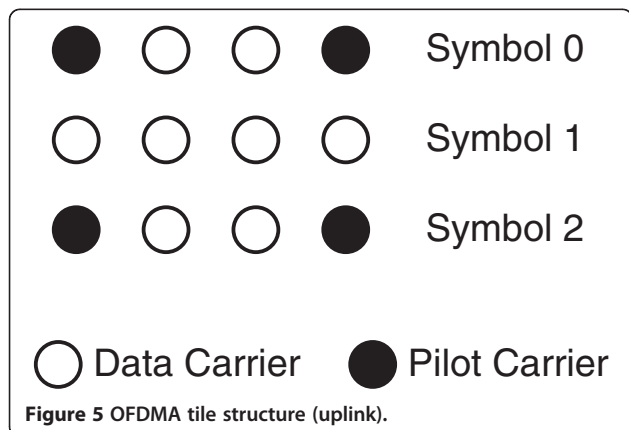 Symbol 0
Symbol 1
Symbol 2
Data Carrier Pilot Carrier
Figure 5 OFDMA tile structure (uplink).